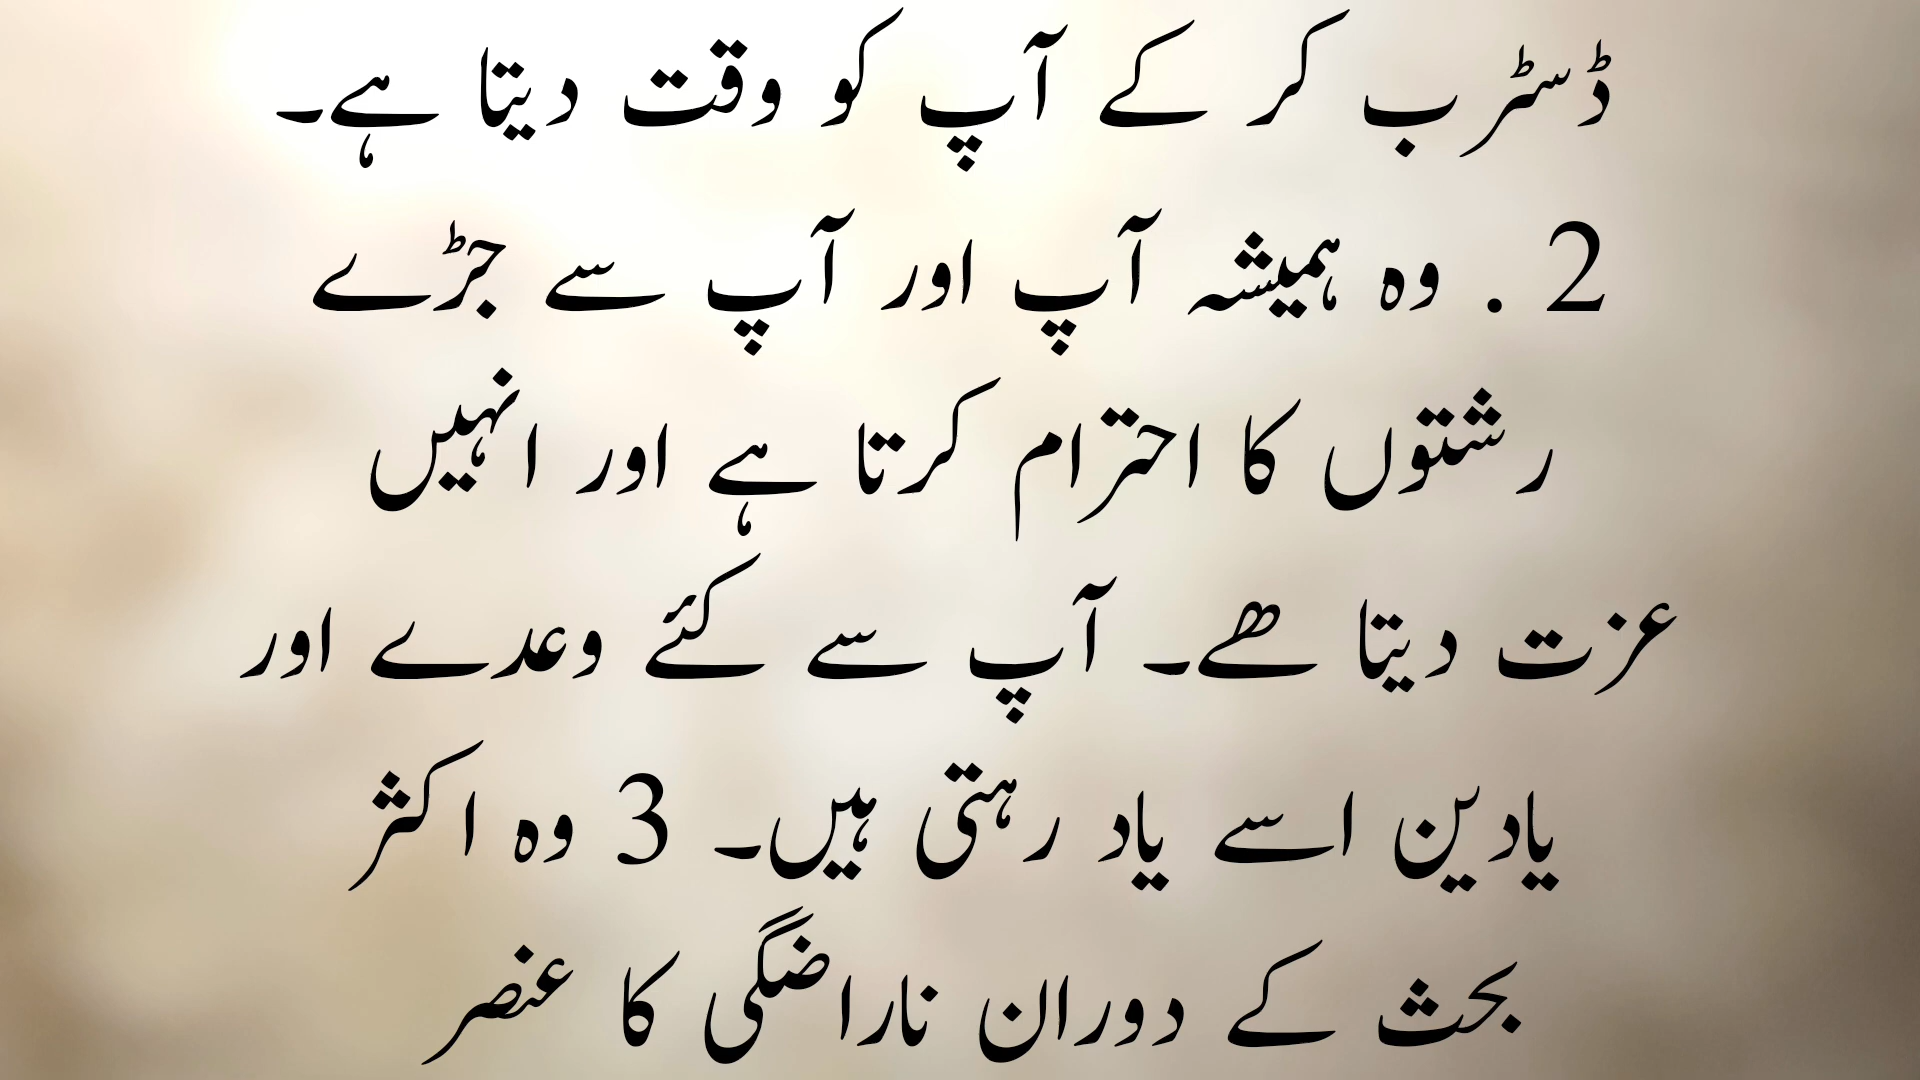 ڈسٹرب کر کے آپ کو وقت دیتا ہے۔
2 . وہ ہمیشہ آپ اور آپ سے جڑے
رشتوں کا احترام کرتا ہے اور انہیں
عزت دیتا ھے۔ آپ سے کئے وعدے اور
یادین اسے یاد رہتی ہیں۔ 3 وہ اکثر
بحث کے دوران ناراضگی کا عنصر